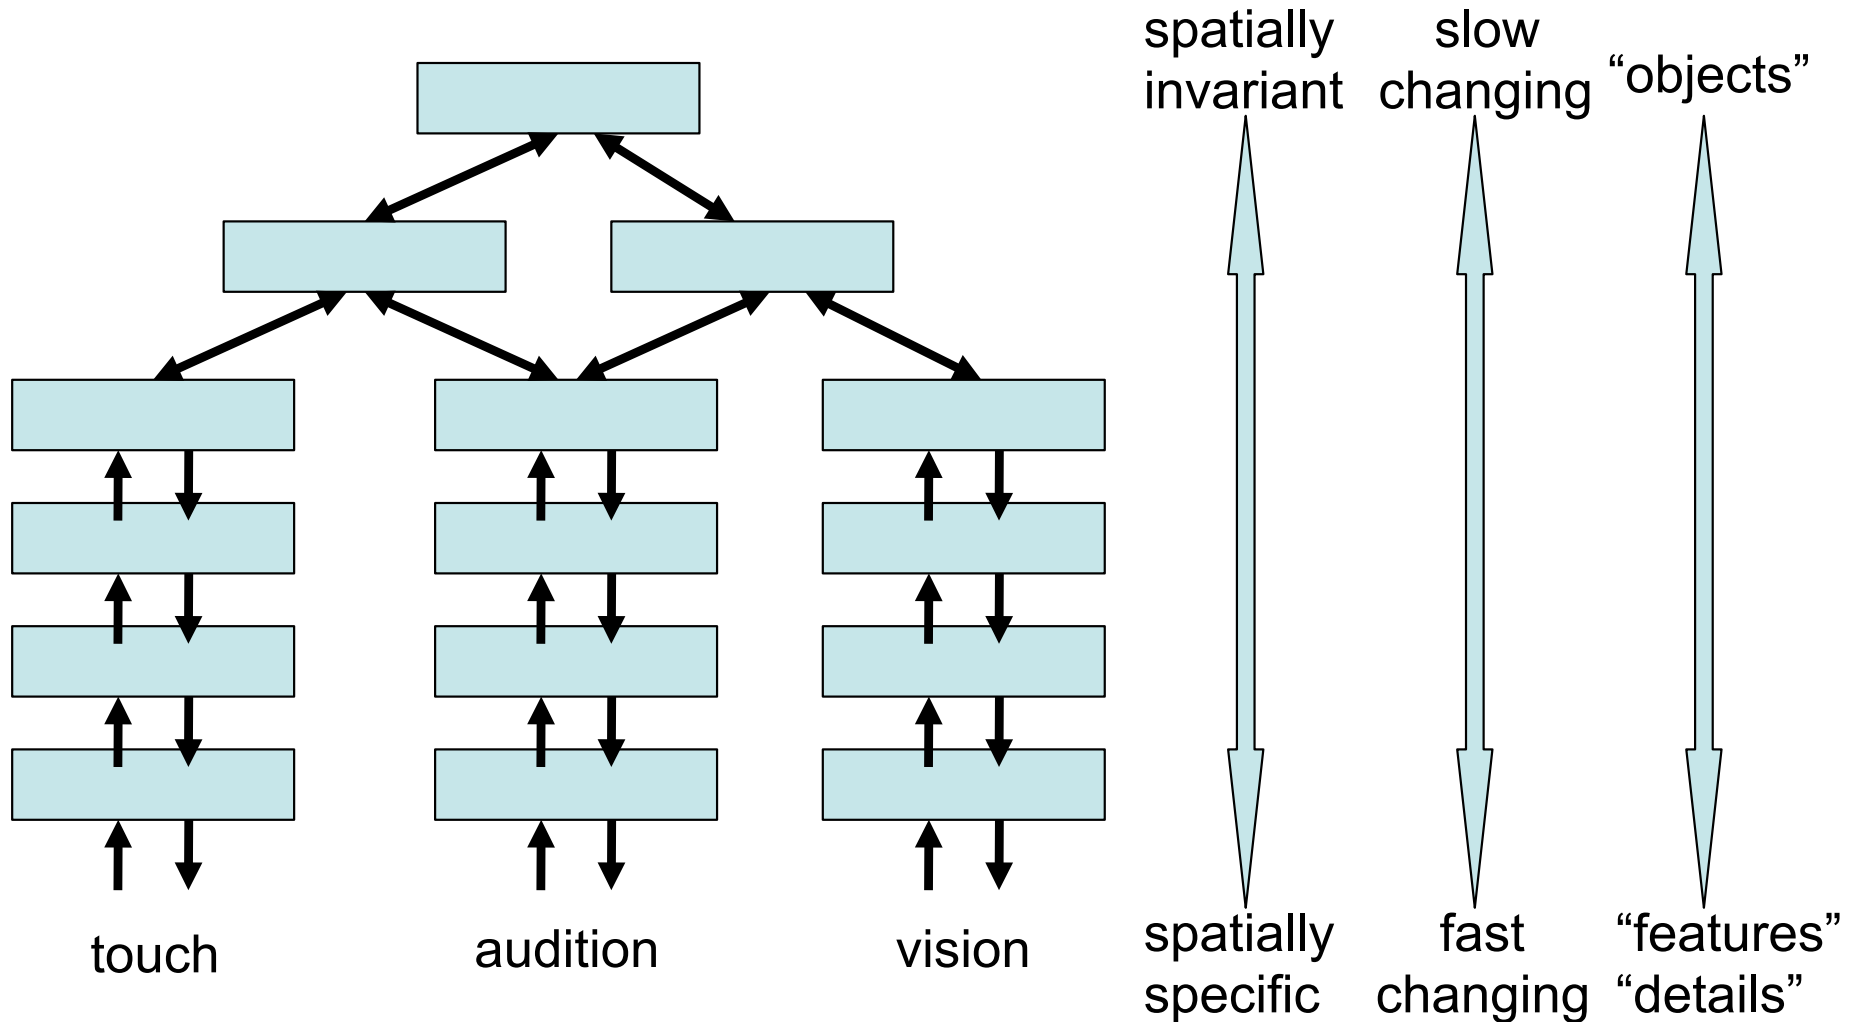 spatially
invariant
slow
changing
“objects”
touch
audition
vision
spatially
specific
fast
changing
“features”
“details”